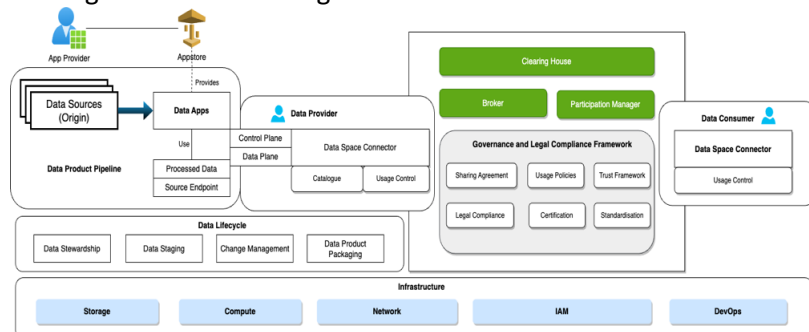 App Provider
Appstore
Provides
Data Sources
(Origin)
Data Apps
Use
Data Product Pipeline
Processed Data
Source Endpoint
Data Provider
Control Plane
Data Plane
Data Space Connector
Catalogue
Usage Control
Clearing House
Broker
Participation Manager
Governance and Legal Compliance Framework
Sharing Agreement
Usage Policies
Trust Framework
Legal Compliance
Certification
Standardisation
Data Consumer
Data Space Connector
Usage Control
Data Lifecycle
Data Stewardship
Data Staging
Change Management
Data Product
Packaging
Infrastructure
Storage
Compute
Network
IAM
DevOps